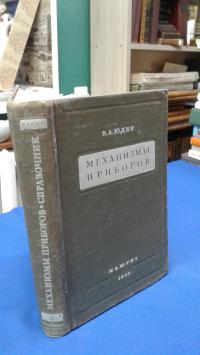 В.А.ЮДИН
МЕХАНИЗМЫ
ПРИБОРОВ
МАШГИЗ
МЕХАНИЗМЫ ПРИБОРОВ • СПРАВОЧНИК